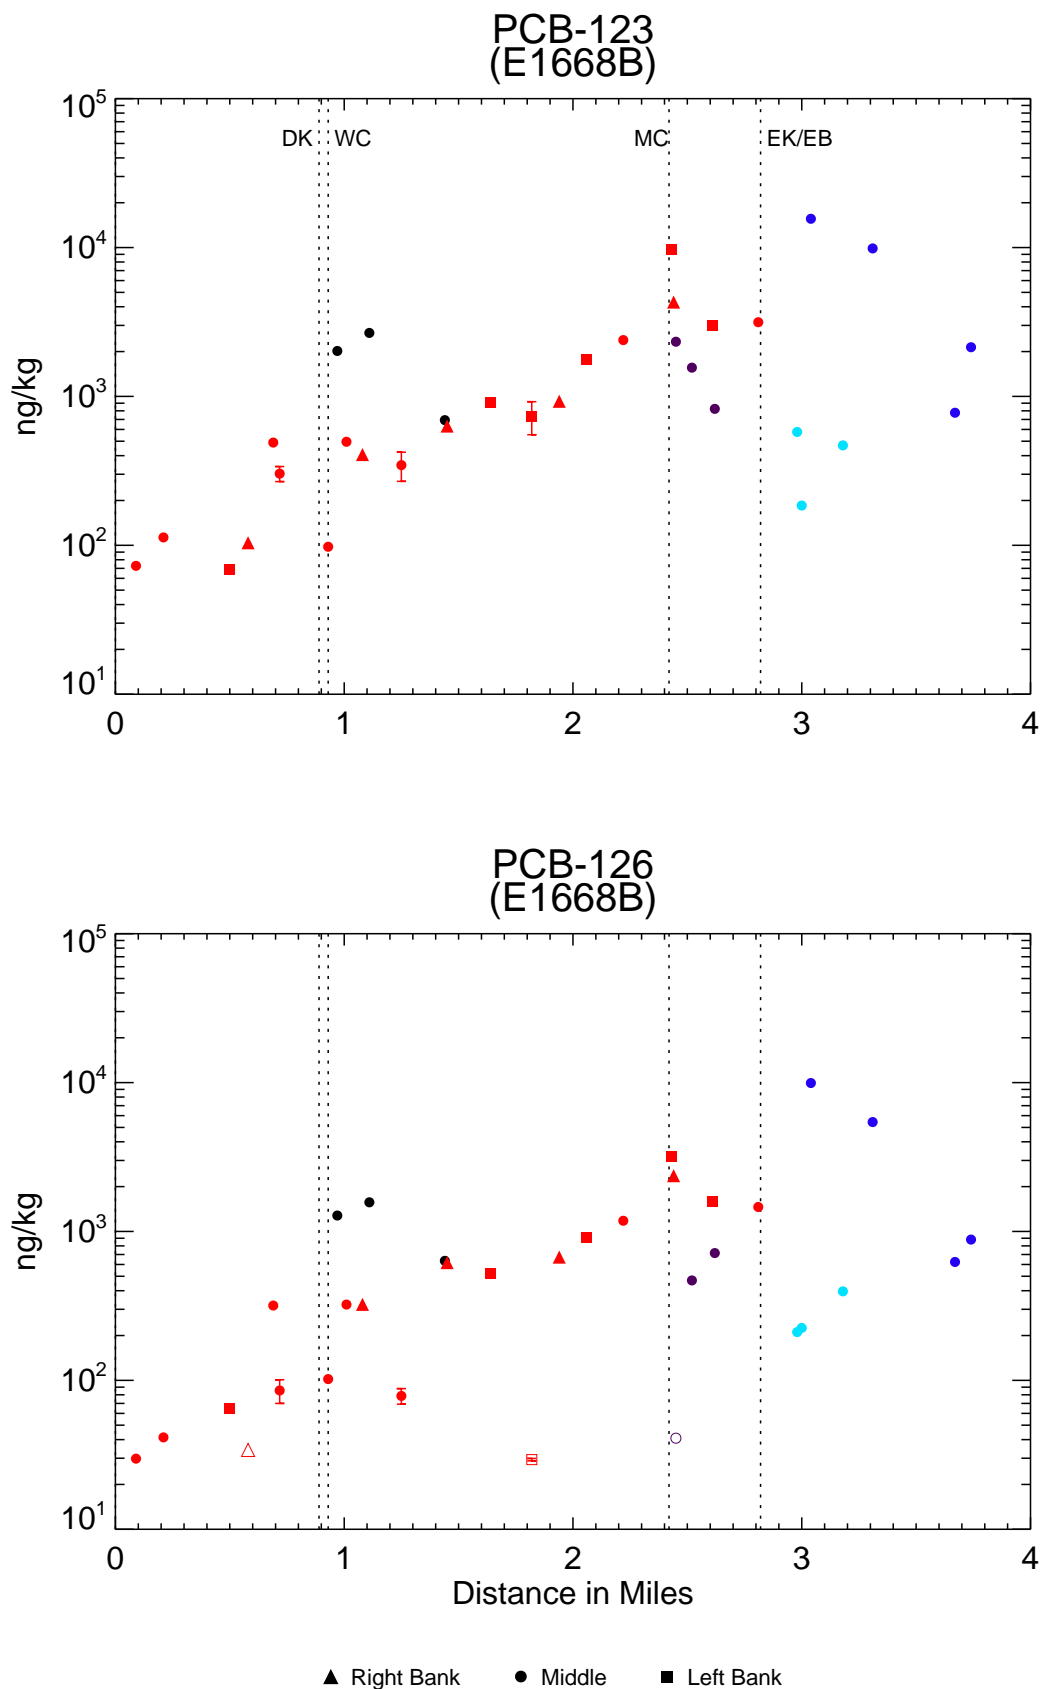 PCB-123
(E1668B)
10^5
DK WC MC EK/EB
10^4
ng/kg
10^3
10^2
10^1
0 1 2 3 4
PCB-126
(E1668B)
10^5
10^4
ng/kg
10^3
10^2
10^1
0 1 2 3 4
Distance in Miles
Right Bank Middle Left Bank